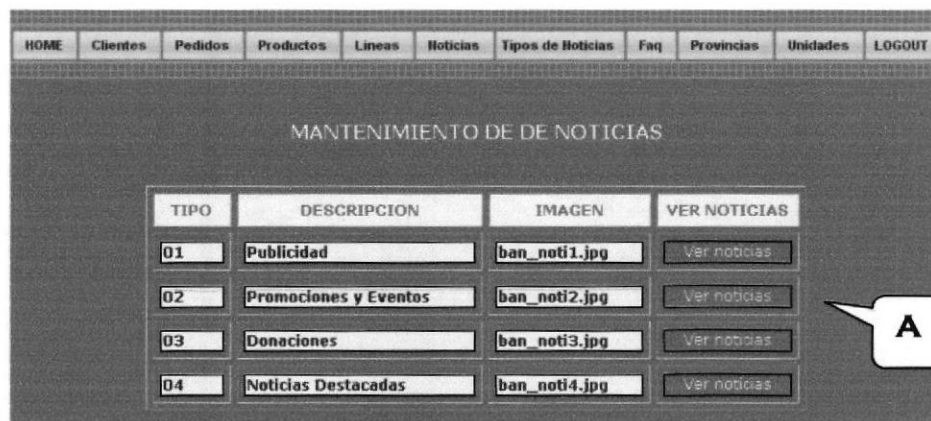 HOME Clientes Pedidos Productos Lineas Noticias Tipos de Noticias Faq Provincias Unidades LOGOUT
MANTENIMIENTO DE DE NOTICIAS
TIPO DESCRIPCION IMAGEN VER NOTICIAS
01 Publicidad ban_noti1.jpg Ver noticias
02 Promociones y Eventos ban_noti2.jpg Ver noticias
A
03 Donaciones ban_noti3.jpg Ver noticias
04 Noticias Destacadas ban_noti4.jpg Ver noticias